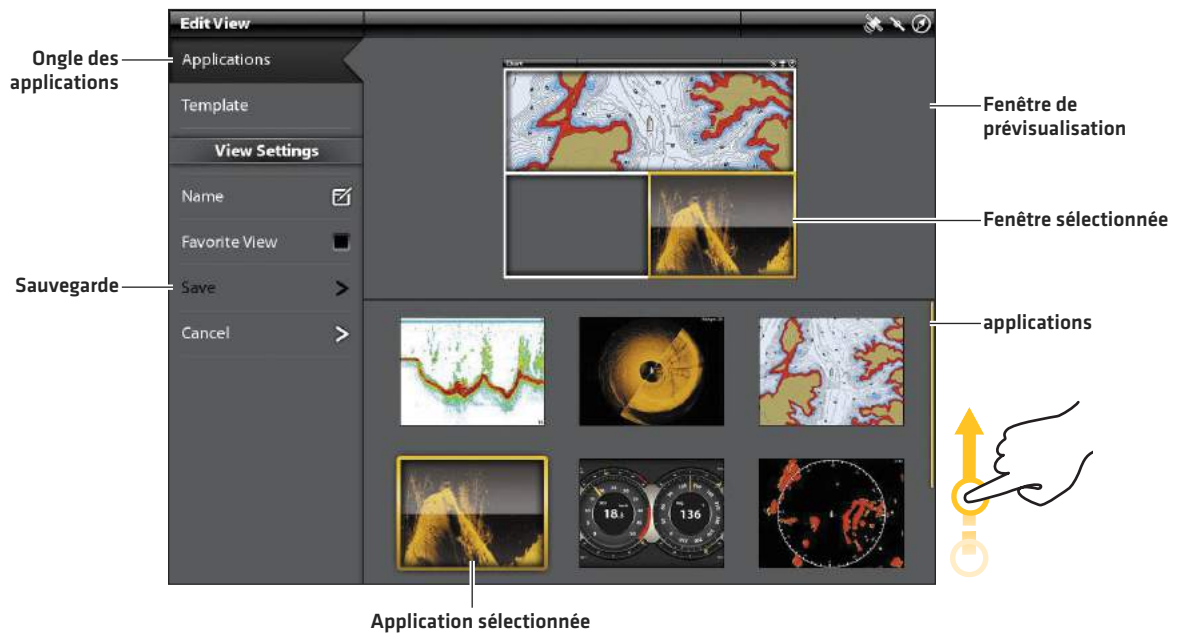 Edit View
Ongle des
applications
Applications
Template
View Settings
Name
Favorite View
Sauvegarde
Save
Cancel
Chart
Fenêtre de
prévisualisation
Fenêtre sélectionnée
applications
18.
136
Application sélectionnée